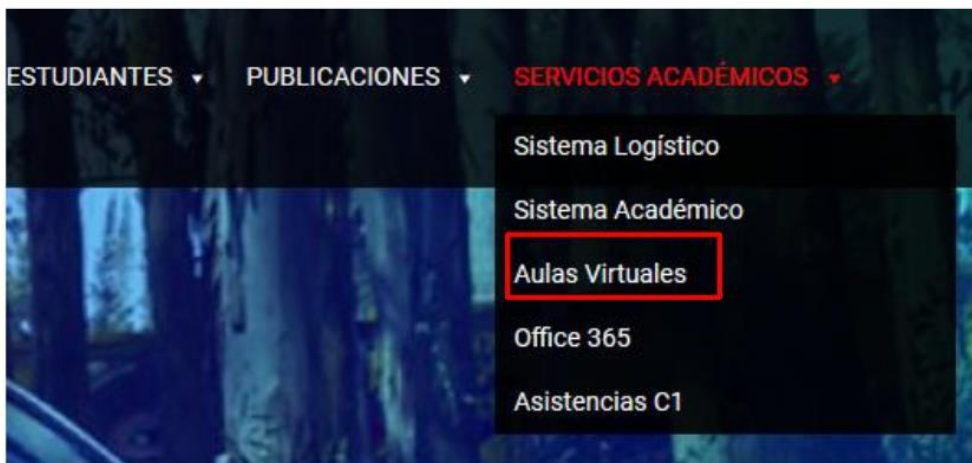 ESTUDIANTES PUBLICACIONES SERVICIOS ACADÉMICOS
Sistema Logístico
Sistema Académico
Aulas Virtuales
Office 365
Asistencias C1